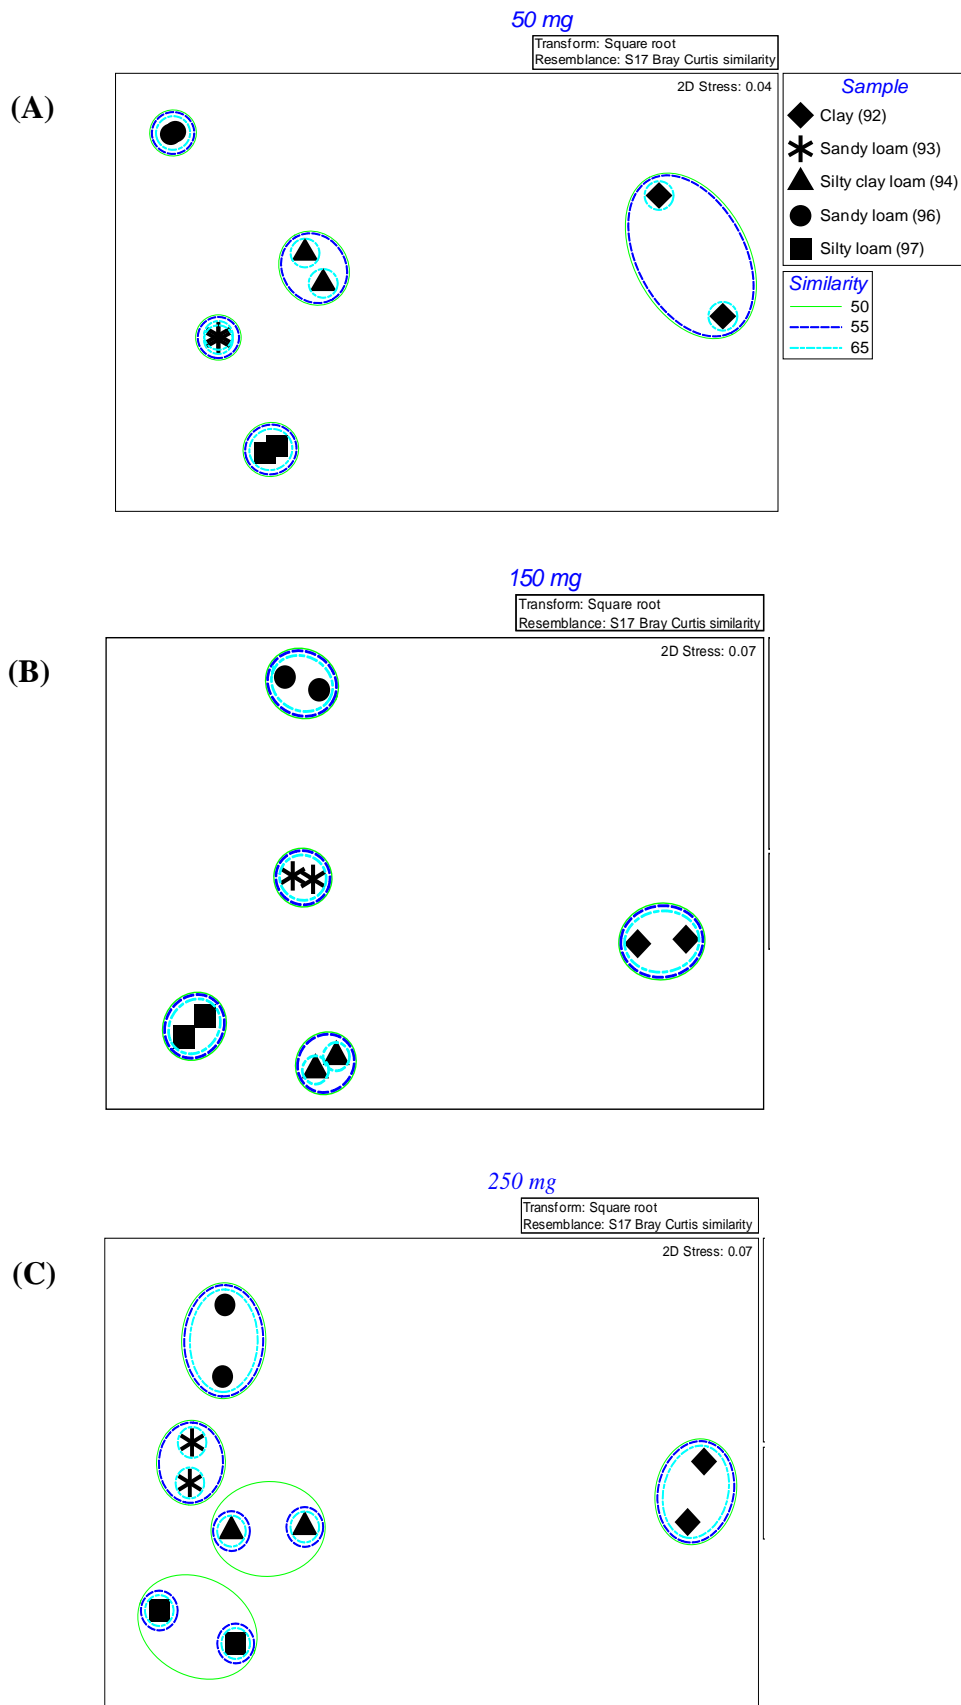 50 mg
Transform: Square root
Resemblance: S17 Bray Curtis similarity
(A)
2D Stress: 0.04
Sample
Clay (92)
Sandy loam (93)
Silty clay loam (94)
Sandy loam (96)
Silty loam (97)
Similarity
50
55
65
150 mg
Transform: Square root
Resemblance: S17 Bray Curtis similarity
(B)
2D Stress: 0.07
250 mg
Transform: Square root
Resemblance: S17 Bray Curtis similarity
(C)
2D Stress: 0.07